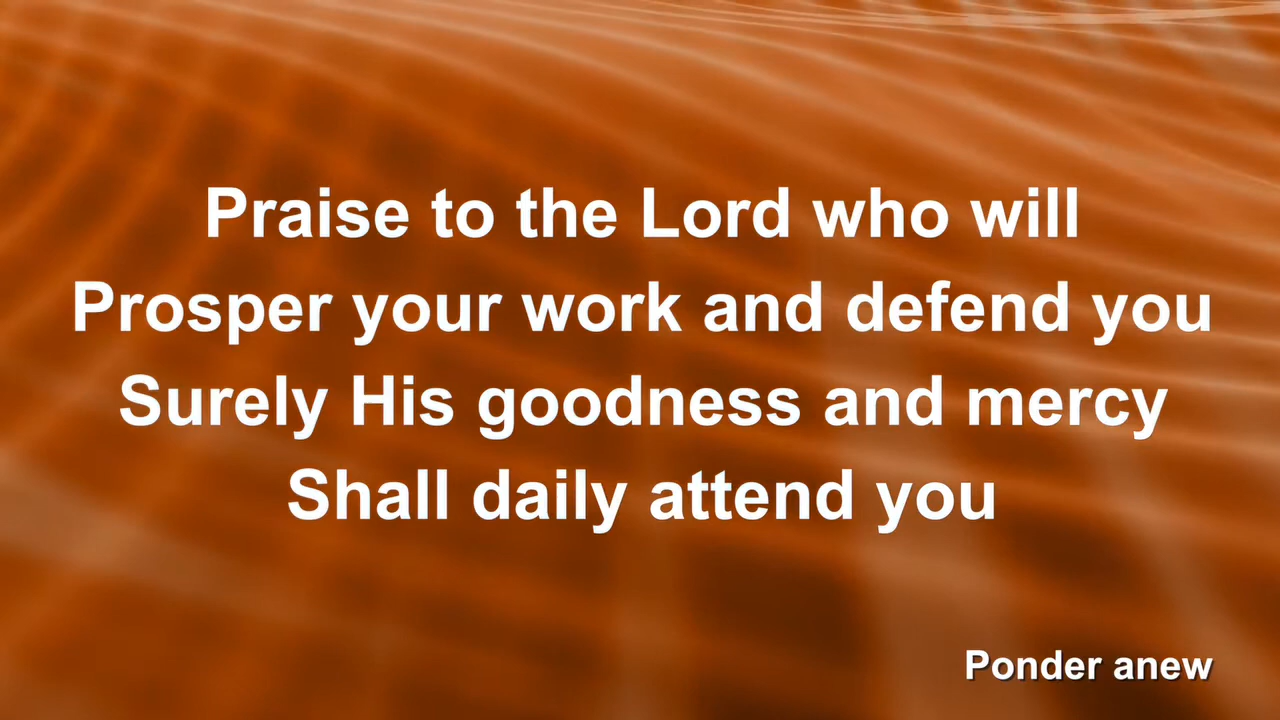 Praise to the Lord who will
Prosper your work and defend you
Surely His goodness and mercy
Shall daily attend you
Ponder anew